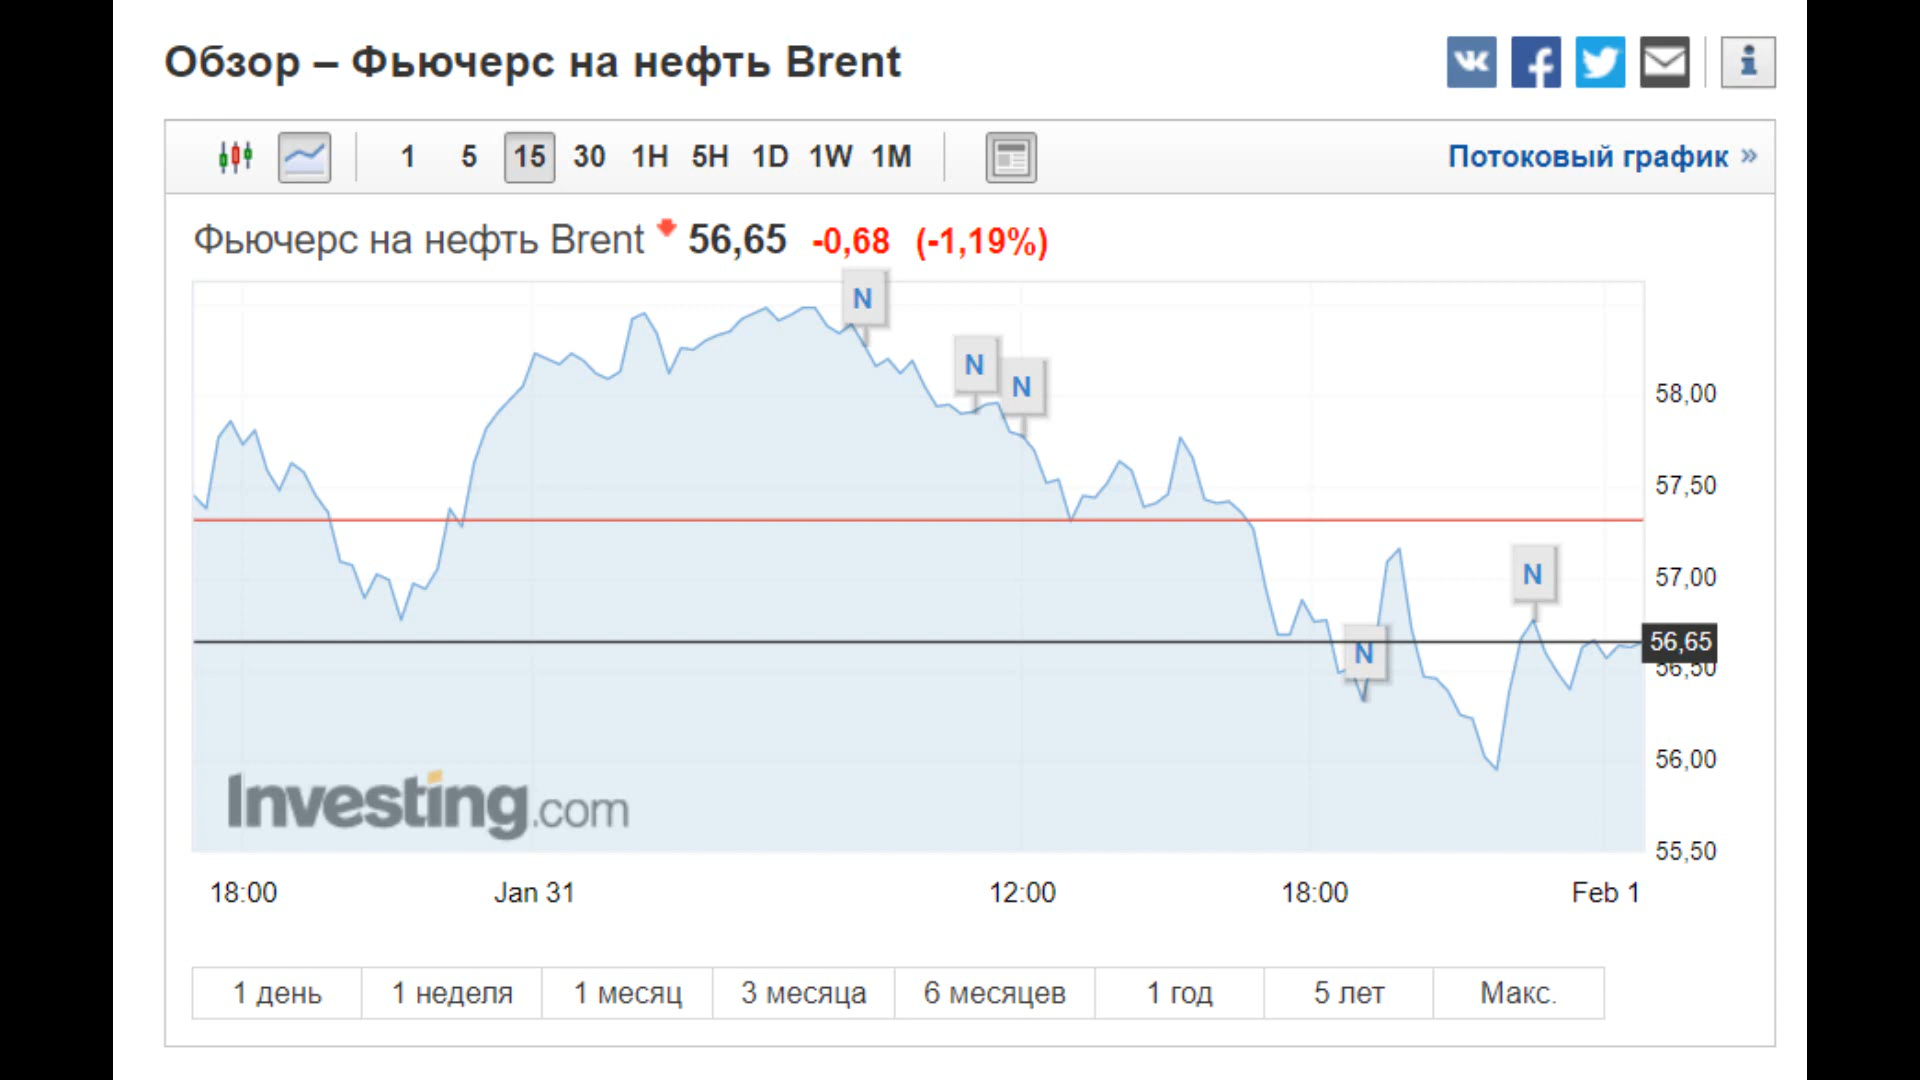 Обзор – Фьючерс на нефть Brent
1 5 15 30 1H 5H 1D 1W 1M
Потоковый график »
Фьючерс на нефть Brent 56,65 -0,68 (-1,19%)
N
N
N
58,00
57,50
N
57,00
56,65
N
56,50
56,00
Investing.com
55,50
18:00 Jan 31 12:00 18:00 Feb 1
1 день 1 неделя 1 месяц 3 месяца 6 месяцев 1 год 5 лет Макс.